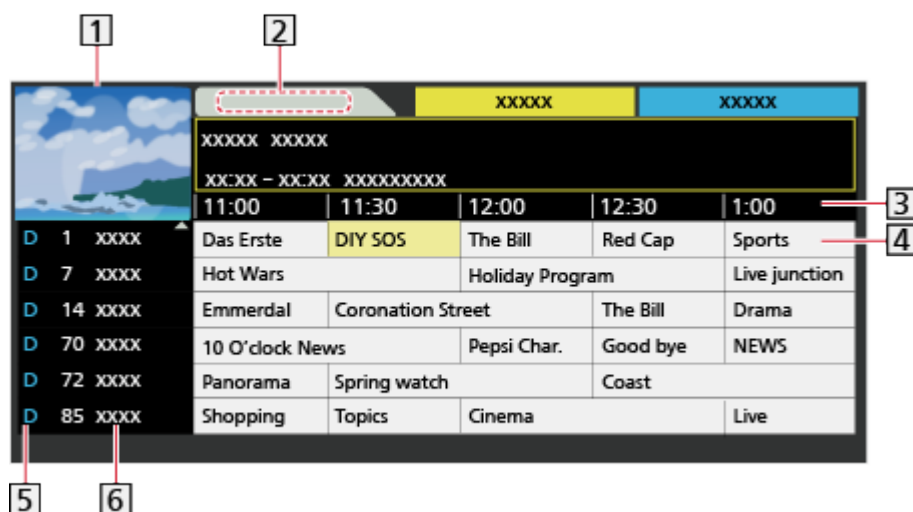 1 2
XXXXX XXXXX
XXXXX XXXXX
XX:XX – XX:XX XXXXXXXXX
11:00 11:30 12:00 12:30 1:00 3
D 1 XXXX Das Erste DIY SOS The Bill Red Cap Sports 4
D 7 XXXX Hot Wars Holiday Program Live junction
D 14 XXXX Emmerdal Coronation Street The Bill Drama
D 70 XXXX 10 O'clock News Pepsi Char. Good bye NEWS
D 72 XXXX Panorama Spring watch Coast
D 85 XXXX Shopping Topics Cinema Live
5 6